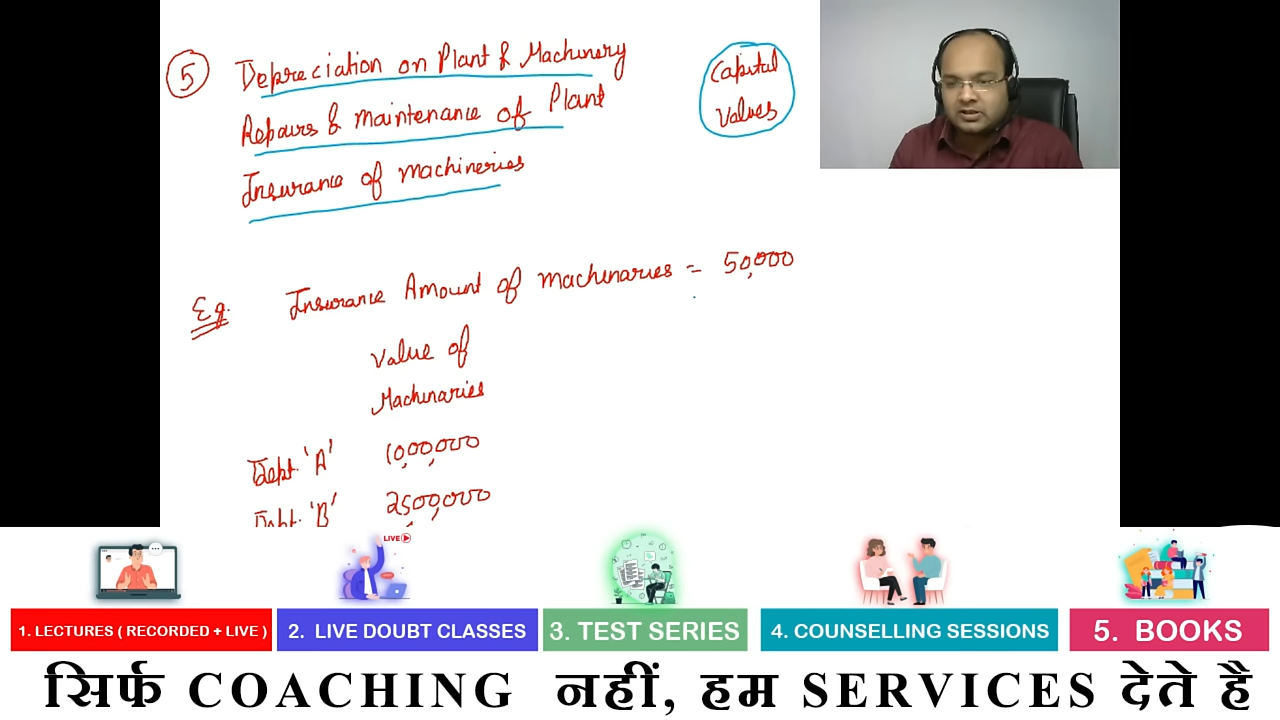 5 Depreciation on Plant & Machinery
Repairs & maintenance of Plant
Insurance of machineries
Capital
Values
Eg. Insurance Amount of machinaries = 50,000
Value of
Machinaries
Dept. 'A' 10,00,000
Dept. 'B' 25,00,000
LIVE
1. LECTURES ( RECORDED + LIVE )
2. LIVE DOUBT CLASSES
3. TEST SERIES
4. COUNSELLING SESSIONS
5. BOOKS
सिर्फ COACHING नहीं, हम SERVICES देते है